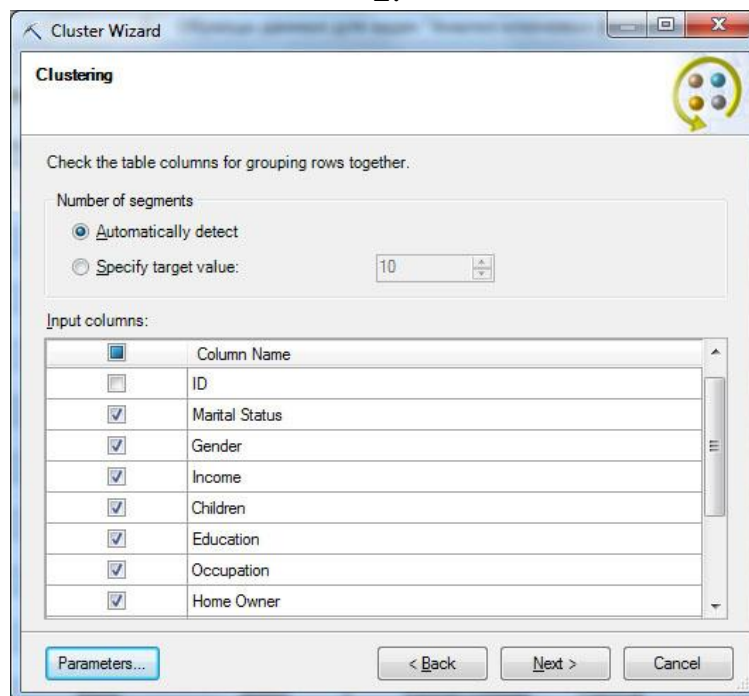 Cluster Wizard
Clustering
Check the table columns for grouping rows together.
Number of segments
Automatically detect
Specify target value:
10
Input columns:
Column Name
ID
Marital Status
Gender
Income
Children
Education
Occupation
Home Owner
Parameters...
< Back
Next >
Cancel